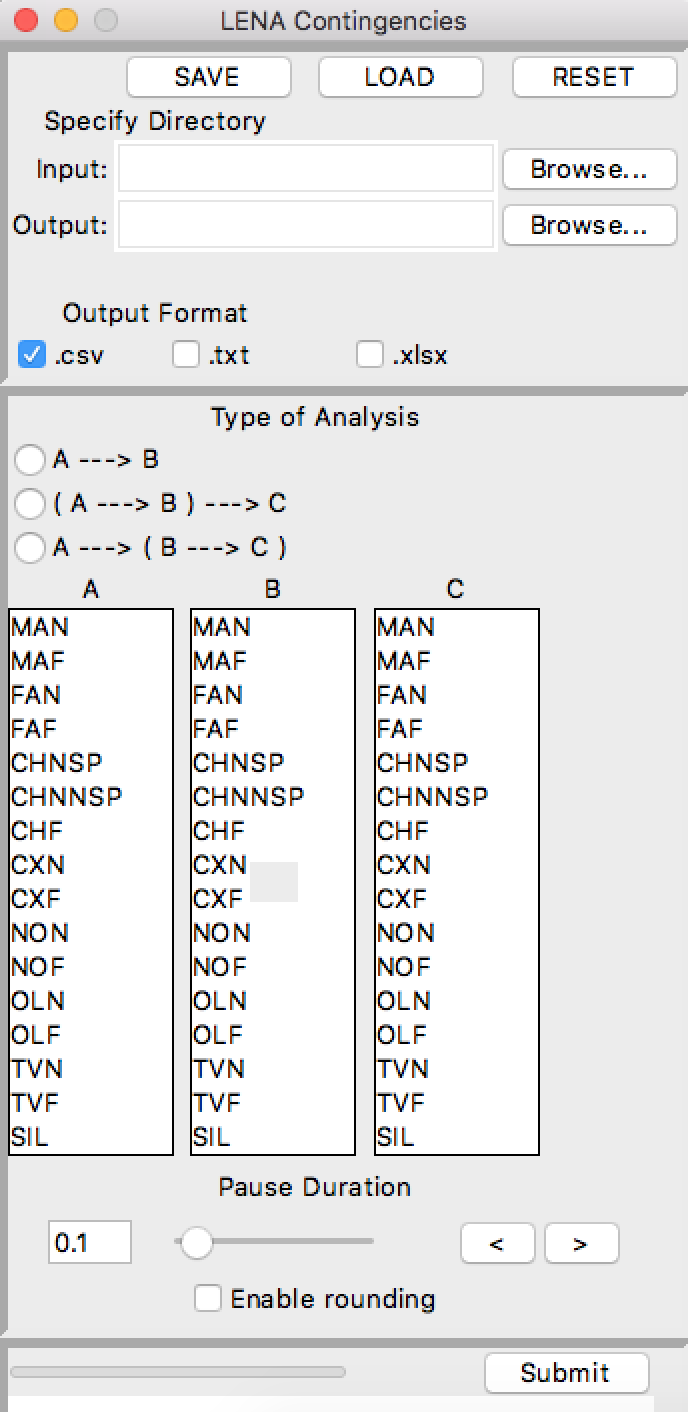 LENA Contingencies
SAVE LOAD RESET
Specify Directory
Input: Browse...
Output: Browse...
Output Format
.csv .txt .xlsx
Type of Analysis
A ---> B
( A ---> B ) ---> C
A ---> ( B ---> C )
A B C
MAN MAN MAN
MAF MAF MAF
FAN FAN FAN
FAF FAF FAF
CHNSP CHNSP CHNSP
CHNNSP CHNNSP CHNNSP
CHF CHF CHF
CXN CXN CXN
CXF CXF CXF
NON NON NON
NOF NOF NOF
OLN OLN OLN
OLF OLF OLF
TVN TVN TVN
TVF TVF TVF
SIL SIL SIL
Pause Duration
0.1 < >
Enable rounding
Submit